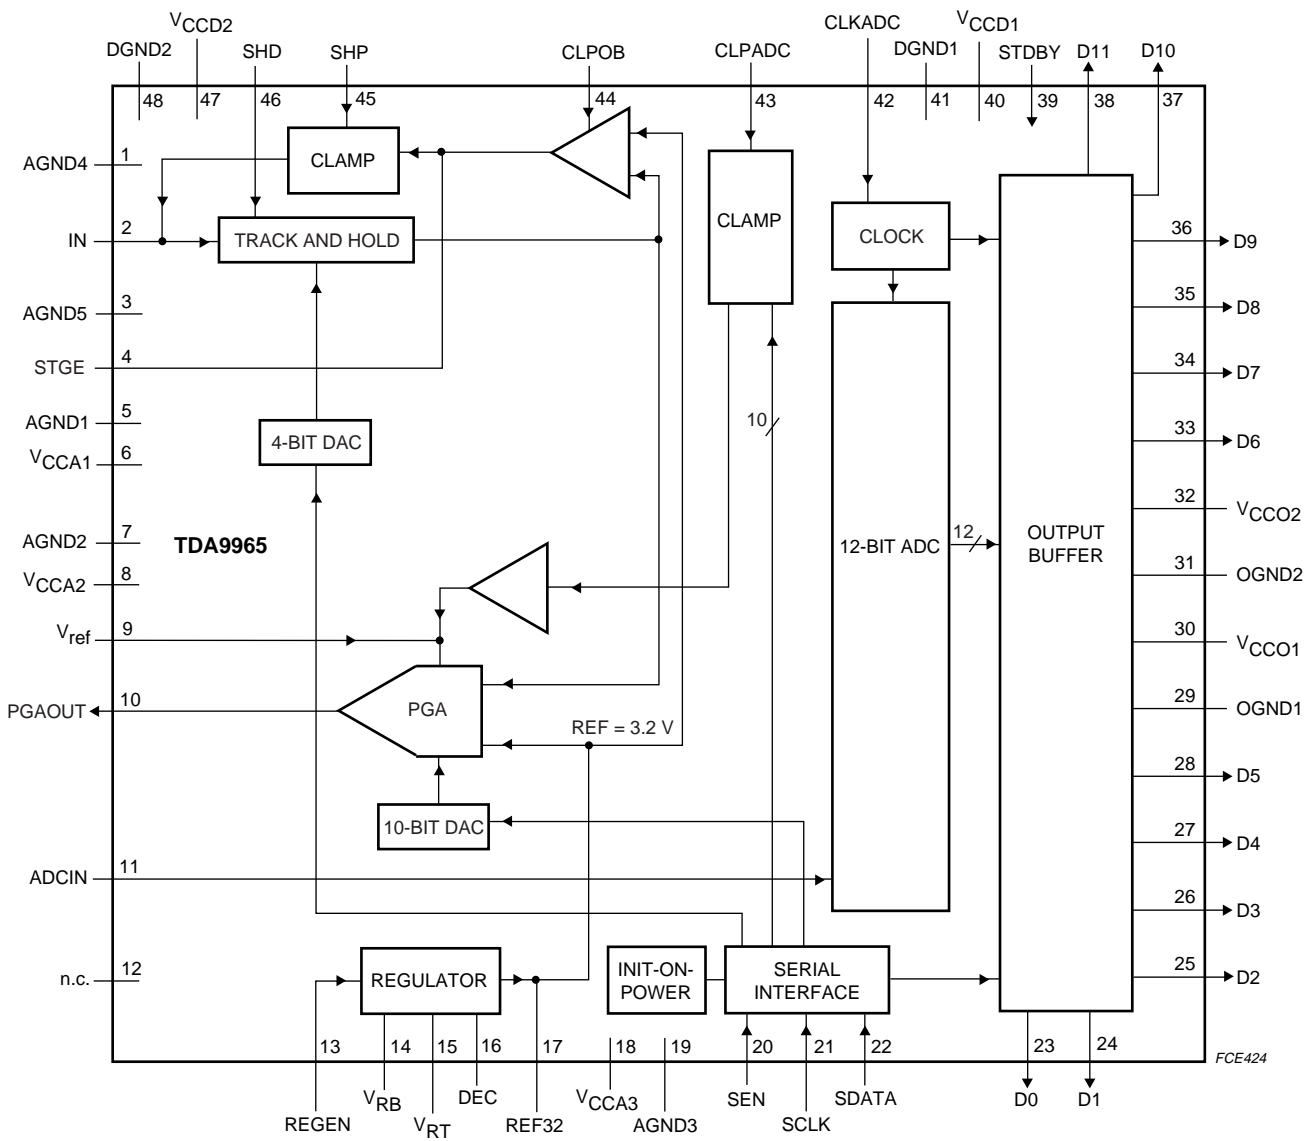 VCCD2
DGND2
SHD
SHP
CLPOB
CLPADC
CLKADC
DGND1
VCCD1
STDBY
D11
D10
48
47
46
45
44
43
42
41
40
39
38
37
AGND4
1
CLAMP
IN
2
TRACK AND HOLD
CLAMP
CLOCK
36
D9
AGND5
3
35
D8
STGE
4
34
D7
AGND1
5
4-BIT DAC
10
33
D6
VCCA1
6
32
VCCO2
AGND2
7
TDA9965
12-BIT ADC
12
OUTPUT
BUFFER
VCCA2
8
31
OGND2
Vref
9
30
VCCO1
PGAOUT
10
PGA
REF = 3.2 V
29
OGND1
28
D5
10-BIT DAC
27
D4
ADCIN
11
26
D3
n.c.
12
REGULATOR
INIT-ON-
POWER
SERIAL
INTERFACE
25
D2
13
14
15
16
17
18
19
20
21
22
23
24
FCE424
REGEN
VRB
VRT
DEC
REF32
VCCA3
AGND3
SEN
SCLK
SDATA
D0
D1